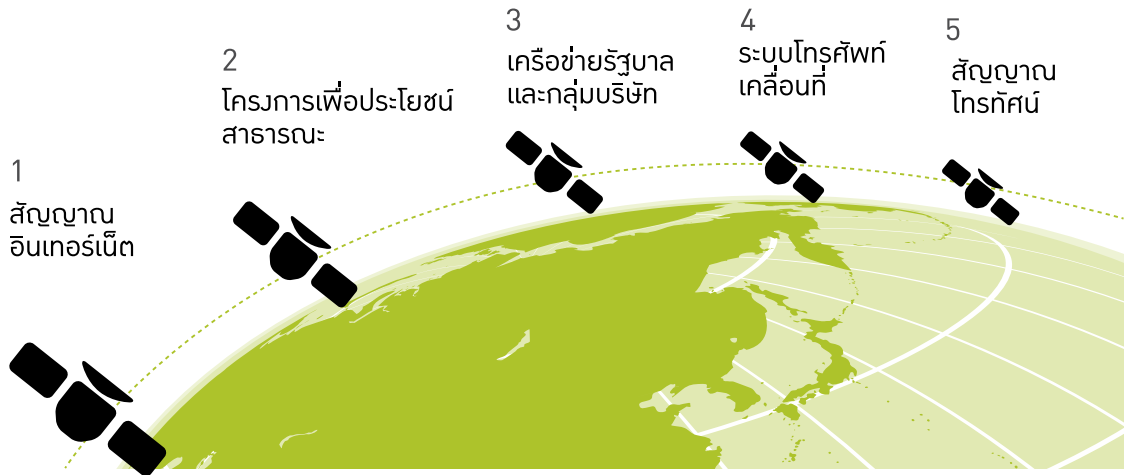 1
สัญญาณ
อินเทอร์เน็ต
2
โครงการเพื่อประโยชน์
สาธารณะ
3
เครือข่ายรัฐบาล
และกลุ่มบริษัท
4
ระบบโทรศัพท์
เคลื่อนที่
5
สัญญาณ
โทรทัศน์